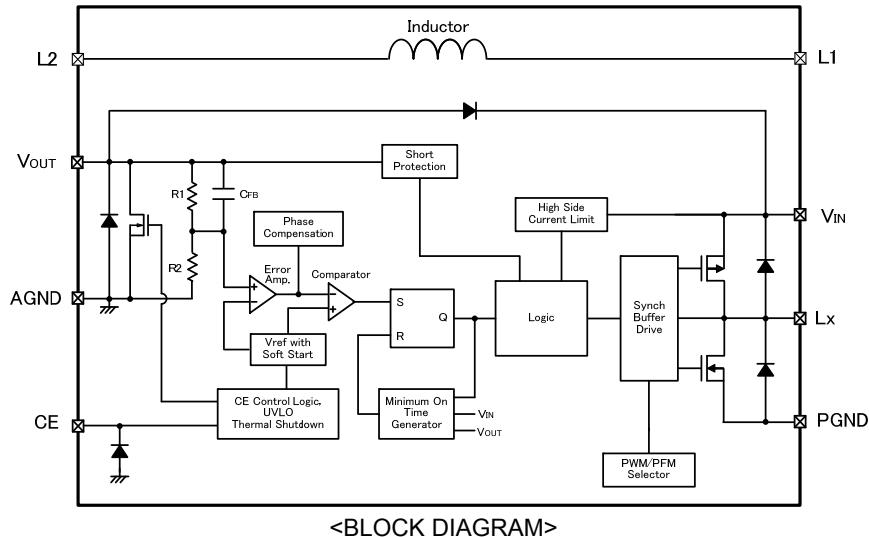 Inductor
L2
L1
VOUT
Short
Protection
R1
CFB
High Side
Current Limit
VIN
Phase
Compensation
R2
Error
Amp.
Comparator
AGND
S
Q
R
Logic
Synch
Buffer
Drive
Lx
Vref with
Soft Start
CE Control Logic,
UVLO
Thermal Shutdown
Minimum On
Time
Generator
VIN
VOUT
CE
PGND
PWM/PFM
Selector
<BLOCK DIAGRAM>